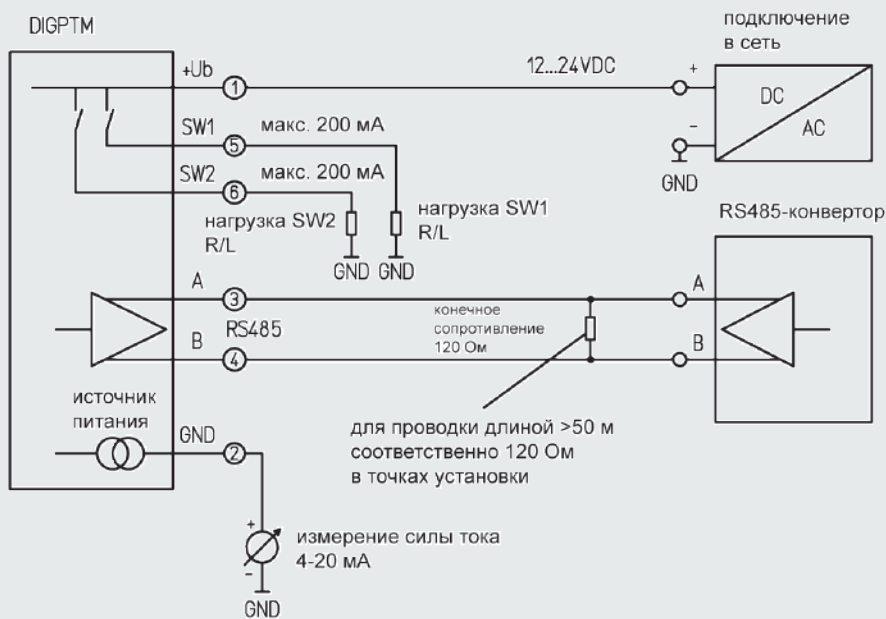 DIGPTM
подключение
в сеть
+Ub
1
12...24VDC
+
DC
AC
-
GND
SW1
5
макс. 200 мА
SW2
6
макс. 200 мА
нагрузка SW2
R/L
нагрузка SW1
R/L
GND
GND
RS485-конвертор
A
3
A
RS485
конечное
сопротивление
120 Ом
B
4
B
источник
питания
GND
2
для проводки длиной >50 м
соответственно 120 Ом
в точках установки
+
измерение силы тока
4-20 мА
-
GND